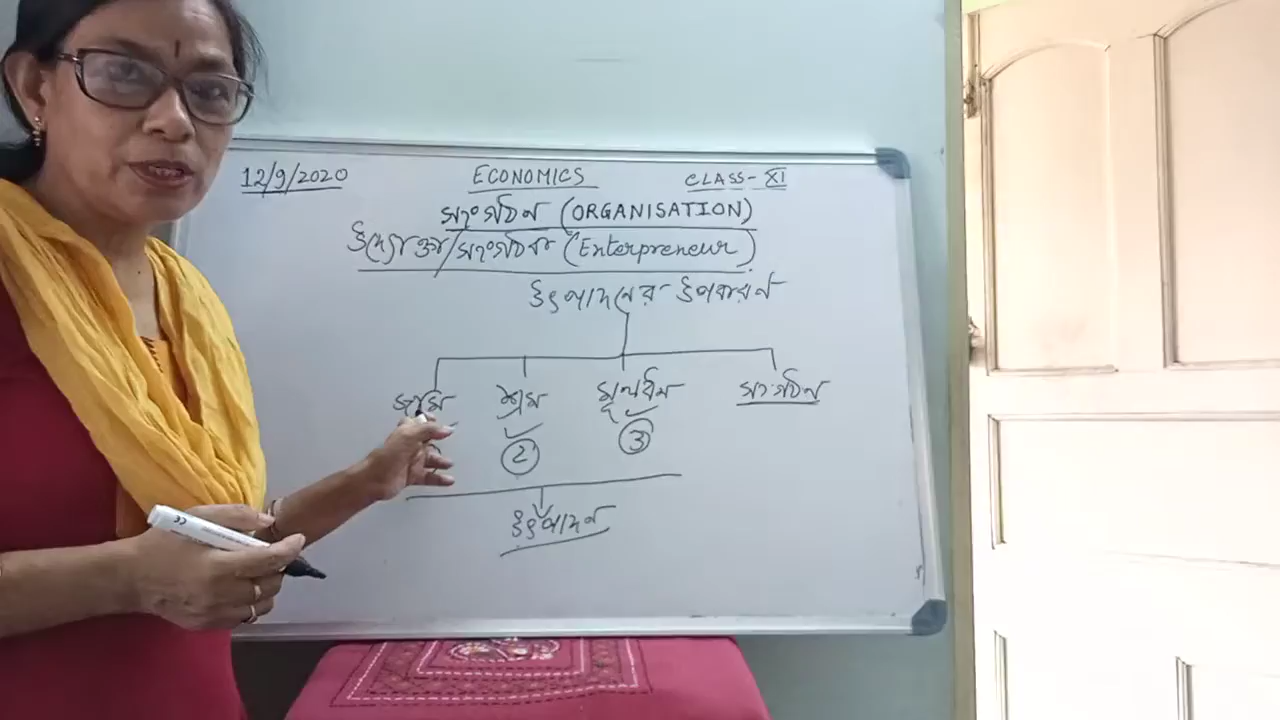 12/9/2020 ECONOMICS CLASS-XI
সংগঠন (ORGANISATION)
উদ্যোক্তা/সংগঠক (Enterpreneur)
উৎপাদনের উপকরণ
জমি শ্রম মূলধন সংগঠন
2 3
উৎপাদন